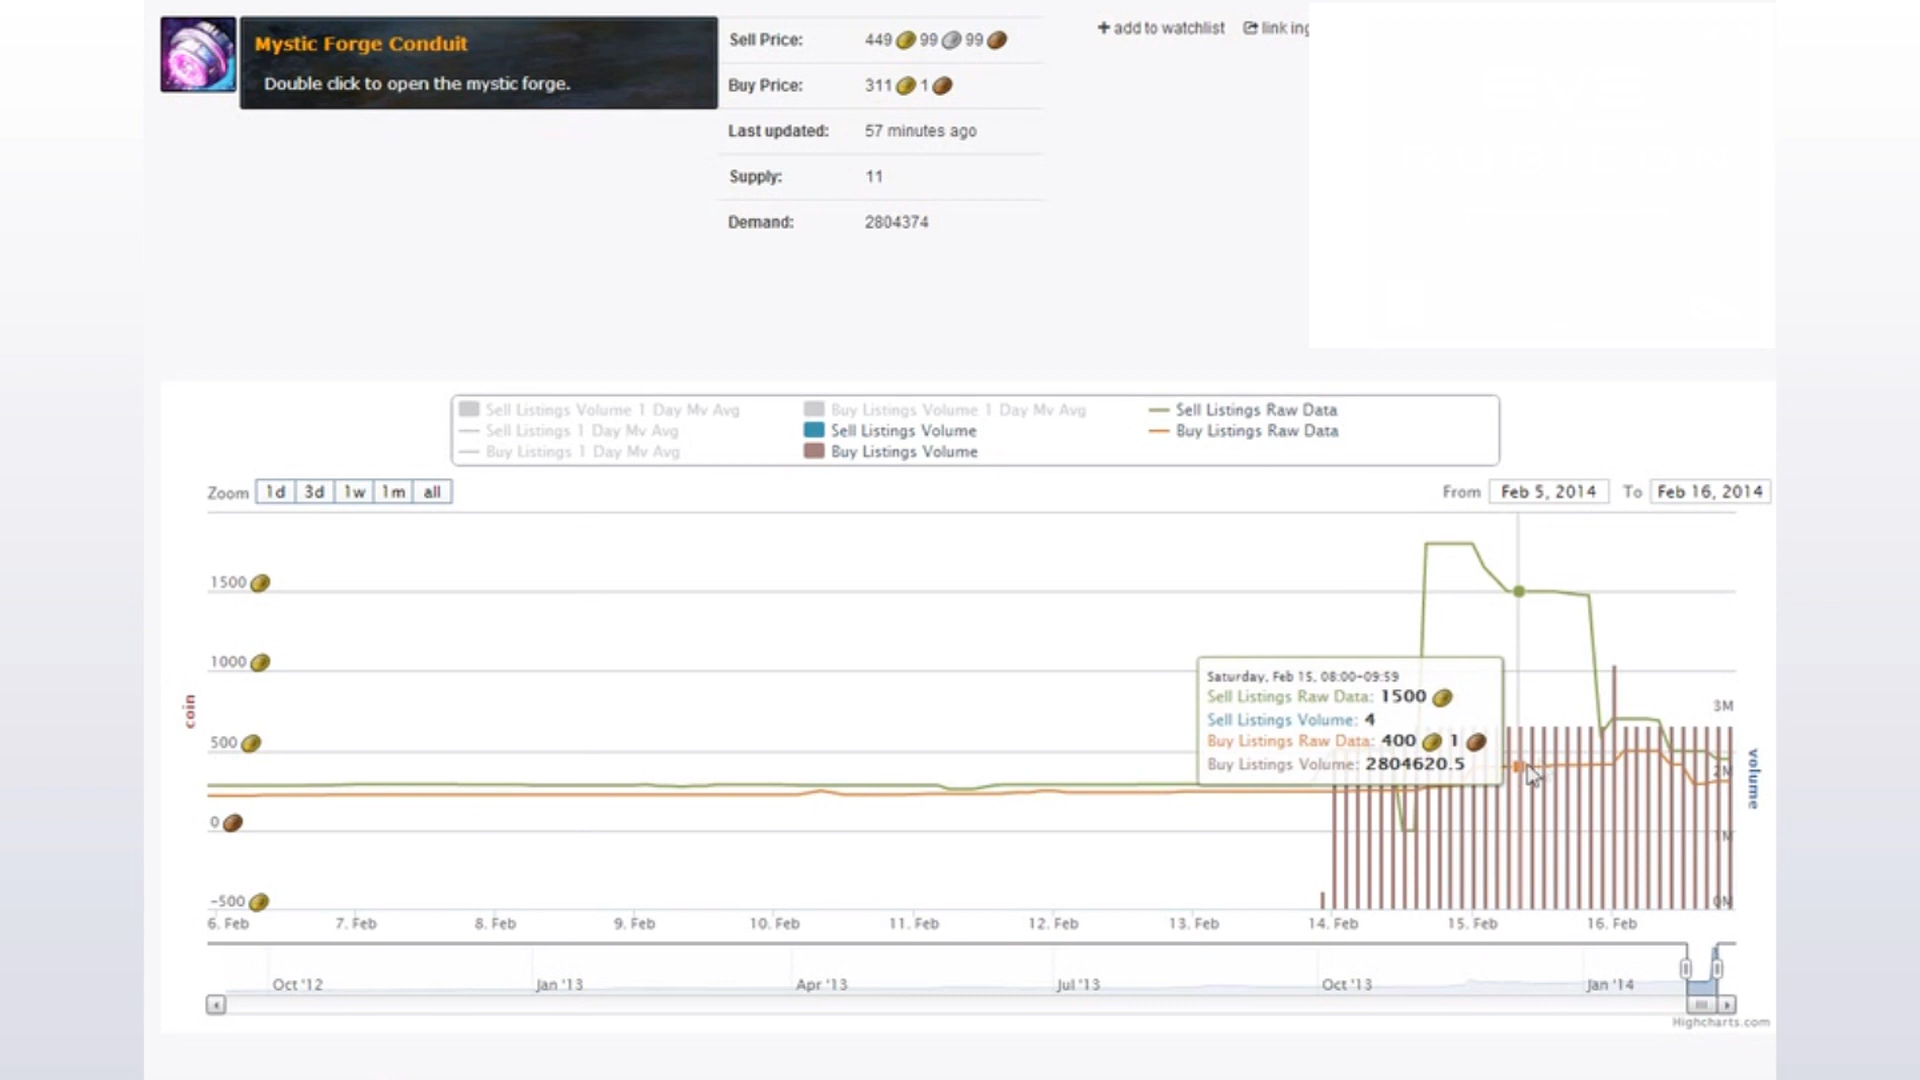 Mystic Forge Conduit
Double click to open the mystic forge.
Sell Price: 449 99 99
Buy Price: 311 1
Last updated: 57 minutes ago
Supply: 11
Demand: 2804374
+ add to watchlist link ing
Sell Listings Volume 1 Day Mv Avg
Sell Listings 1 Day Mv Avg
Buy Listings 1 Day Mv Avg
Buy Listings Volume 1 Day Mv Avg
Sell Listings Volume
Buy Listings Volume
Sell Listings Raw Data
Buy Listings Raw Data
Zoom 1d 3d 1w 1m all
From Feb 5, 2014 To Feb 16, 2014
1500
1000
500
0
-500
coin
Saturday, Feb 15, 08:00-09:59
Sell Listings Raw Data: 1500
Sell Listings Volume: 4
Buy Listings Raw Data: 400 1
Buy Listings Volume: 2804620.5
3M
2M
1M
0M
volume
6. Feb 7. Feb 8. Feb 9. Feb 10. Feb 11. Feb 12. Feb 13. Feb 14. Feb 15. Feb 16. Feb
Oct '12 Jan '13 Apr '13 Jul '13 Oct '13 Jan '14
Highcharts.com